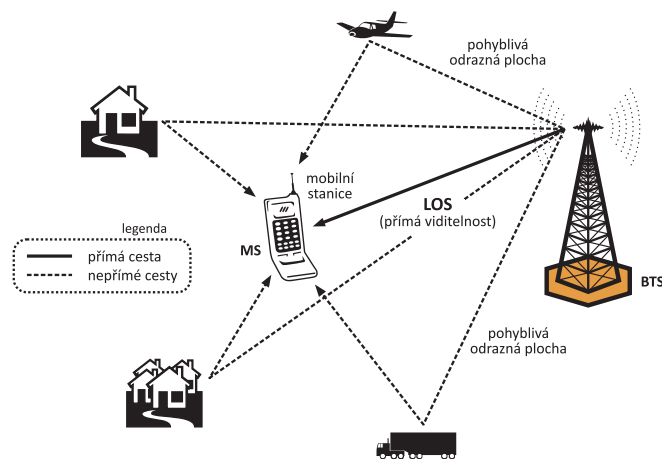 pohyblivá
odrazná plocha
mobilní
stanice
LOS
(přímá viditelnost)
MS
legenda
přímá cesta
nepřímé cesty
BTS
pohyblivá
odrazná plocha